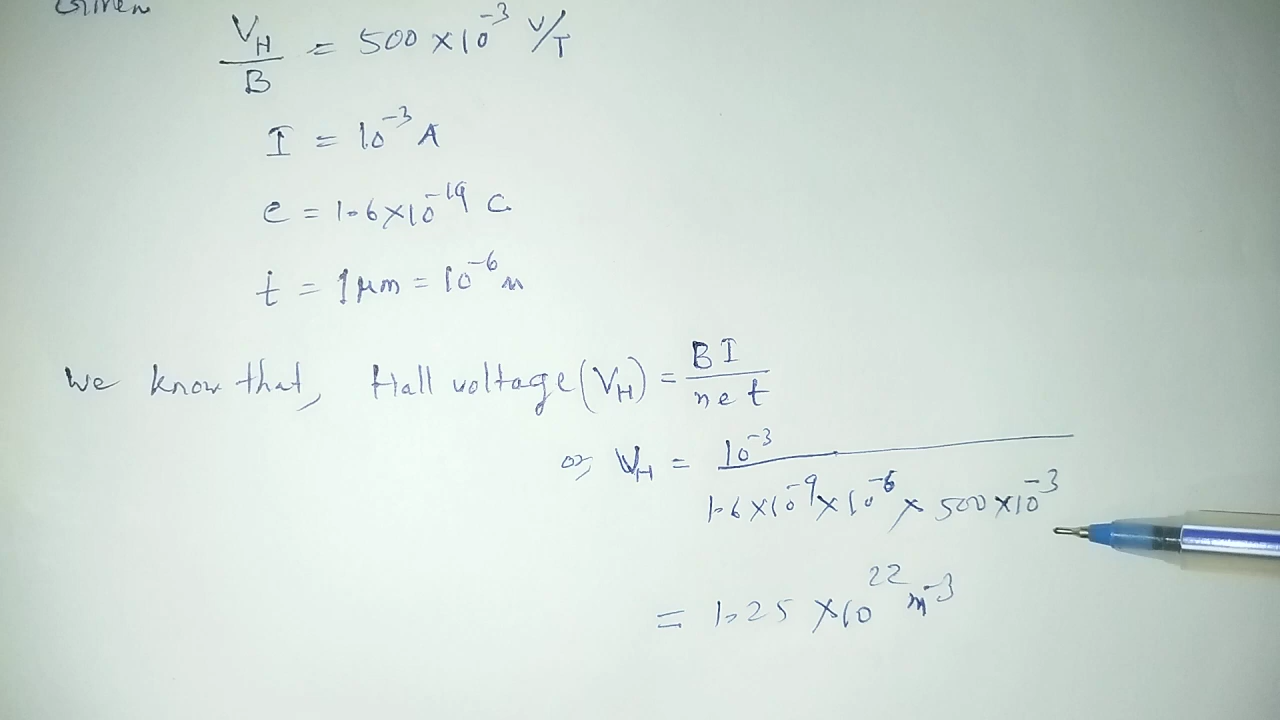 Given
V_H / B = 500 × 10^-3 V/T
I = 10^-3 A
e = 1.6×10^-19 C
t = 1 μm = 10^-6 m
We know that, Hall voltage (V_H) = BI / net
or, V_H = 10^-3 / 1.6×10^-9 × 10^-6 × 500×10^-3
= 1.25 ×10^22 m^-3